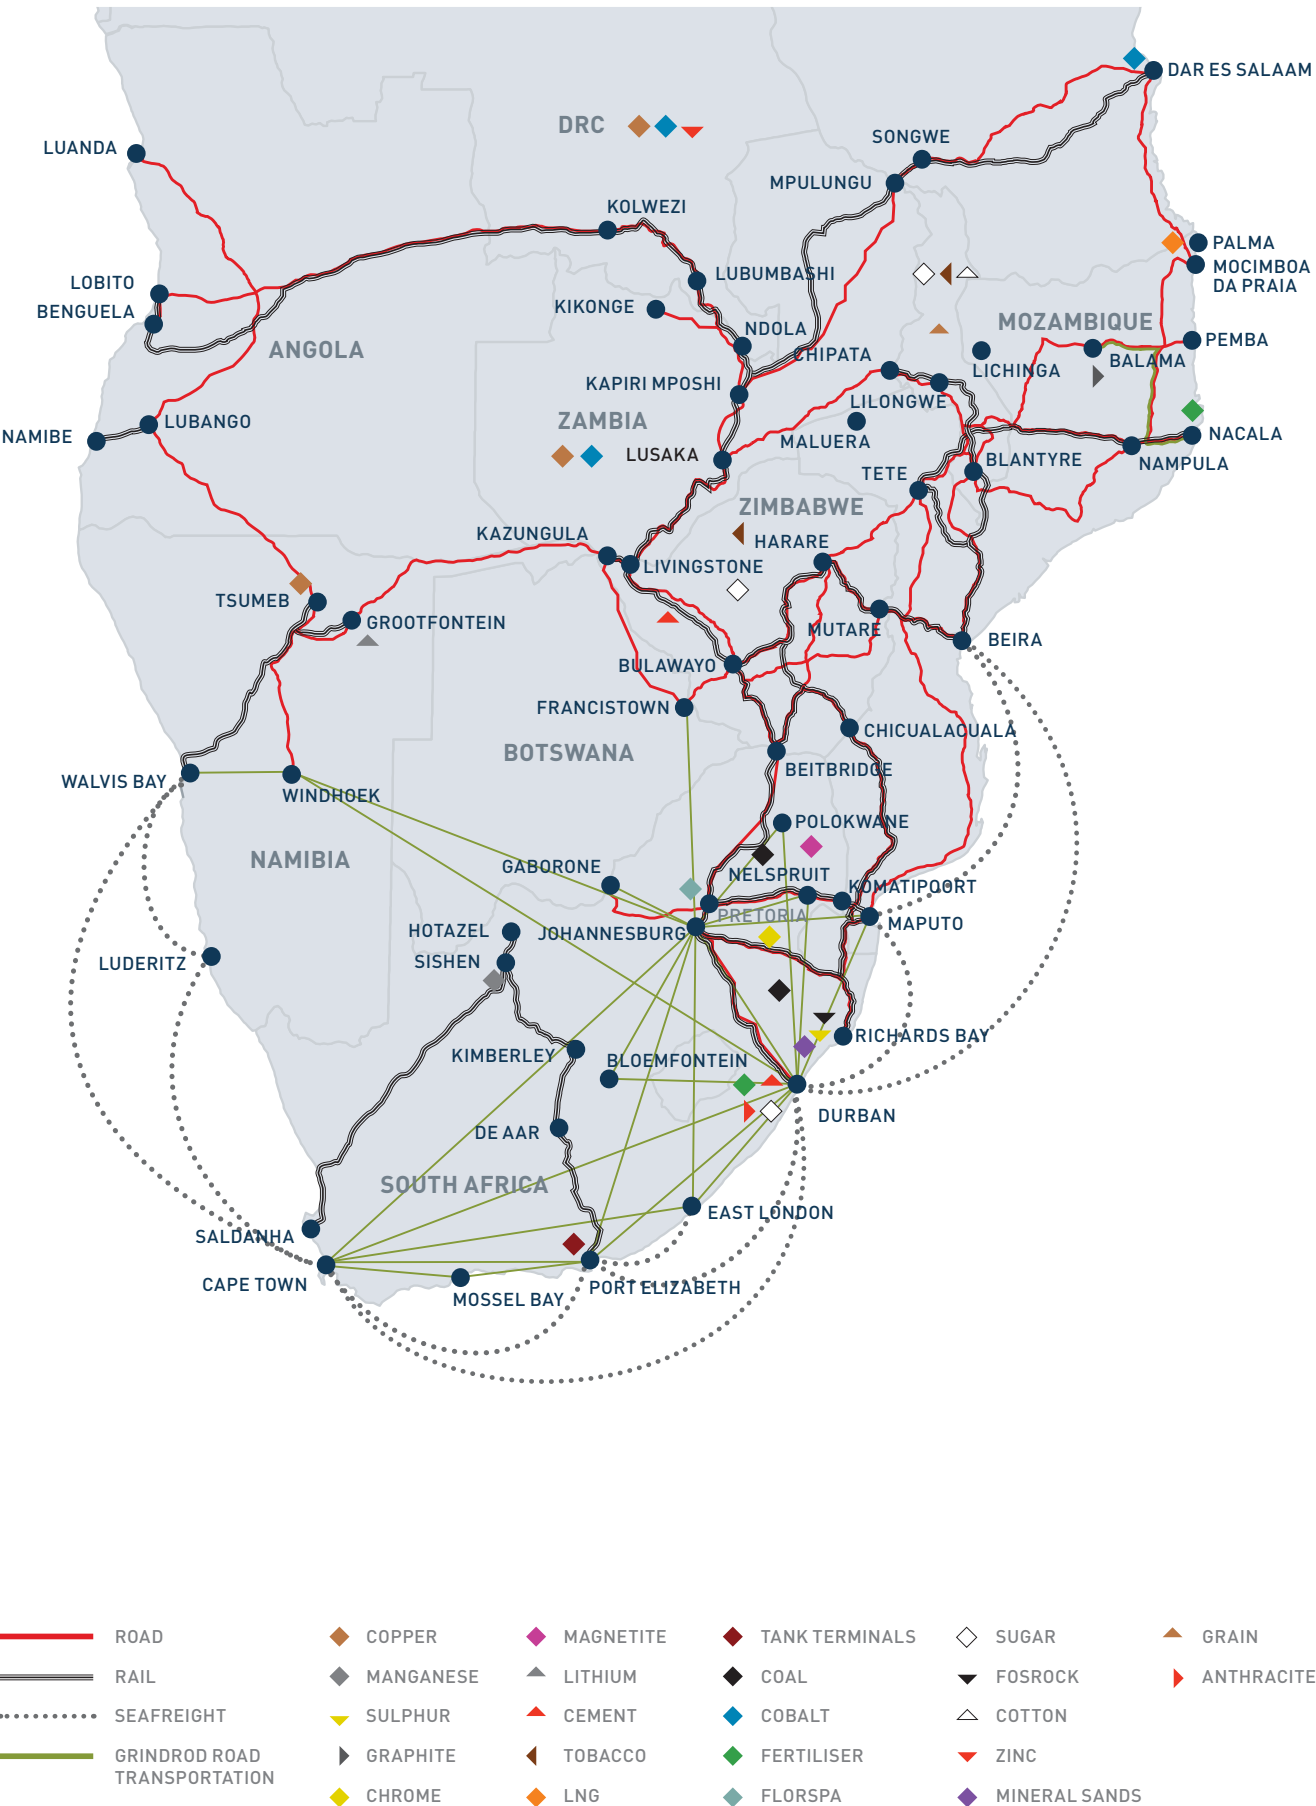 DAR ES SALAAM
DRC
SONGWE
LUANDA
MPULUNGU
KOLWEZI
PALMA
MOCIMBOA
DA PRAIA
LUBUMBASHI
LOBITO
BENGUELA
KIKONGE
NDOLA
MOZAMBIQUE
ANGOLA
CHIPATA
PEMBA
BALAMA
LICHINGA
KAPIRI MPOSHI
LILONGWE
ZAMBIA
LUBANGO
NAMIBE
MALUERA
NACALA
LUSAKA
BLANTYRE
NAMPULA
TETE
ZIMBABWE
KAZUNGULA
HARARE
LIVINGSTONE
TSUMEB
GROOTFONTEIN
MUTARE
BEIRA
BULAWAYO
FRANCISTOWN
CHICUALACUALA
BOTSWANA
BEITBRIDGE
WALVIS BAY
WINDHOEK
POLOKWANE
NAMIBIA
GABORONE
NELSPRUIT
KOMATIPOORT
PRETORIA
MAPUTO
HOTAZEL
JOHANNESBURG
SISHEN
LUDERITZ
RICHARDS BAY
KIMBERLEY
BLOEMFONTEIN
DURBAN
DE AAR
SOUTH AFRICA
EAST LONDON
SALDANHA
CAPE TOWN
PORT ELIZABETH
MOSSEL BAY
ROAD
RAIL
SEAFREIGHT
GRINDROD ROAD
TRANSPORTATION
COPPER
MANGANESE
SULPHUR
GRAPHITE
CHROME
MAGNETITE
LITHIUM
CEMENT
TOBACCO
LNG
TANK TERMINALS
COAL
COBALT
FERTILISER
FLORSPA
SUGAR
FOSROCK
COTTON
ZINC
MINERAL SANDS
GRAIN
ANTHRACITE